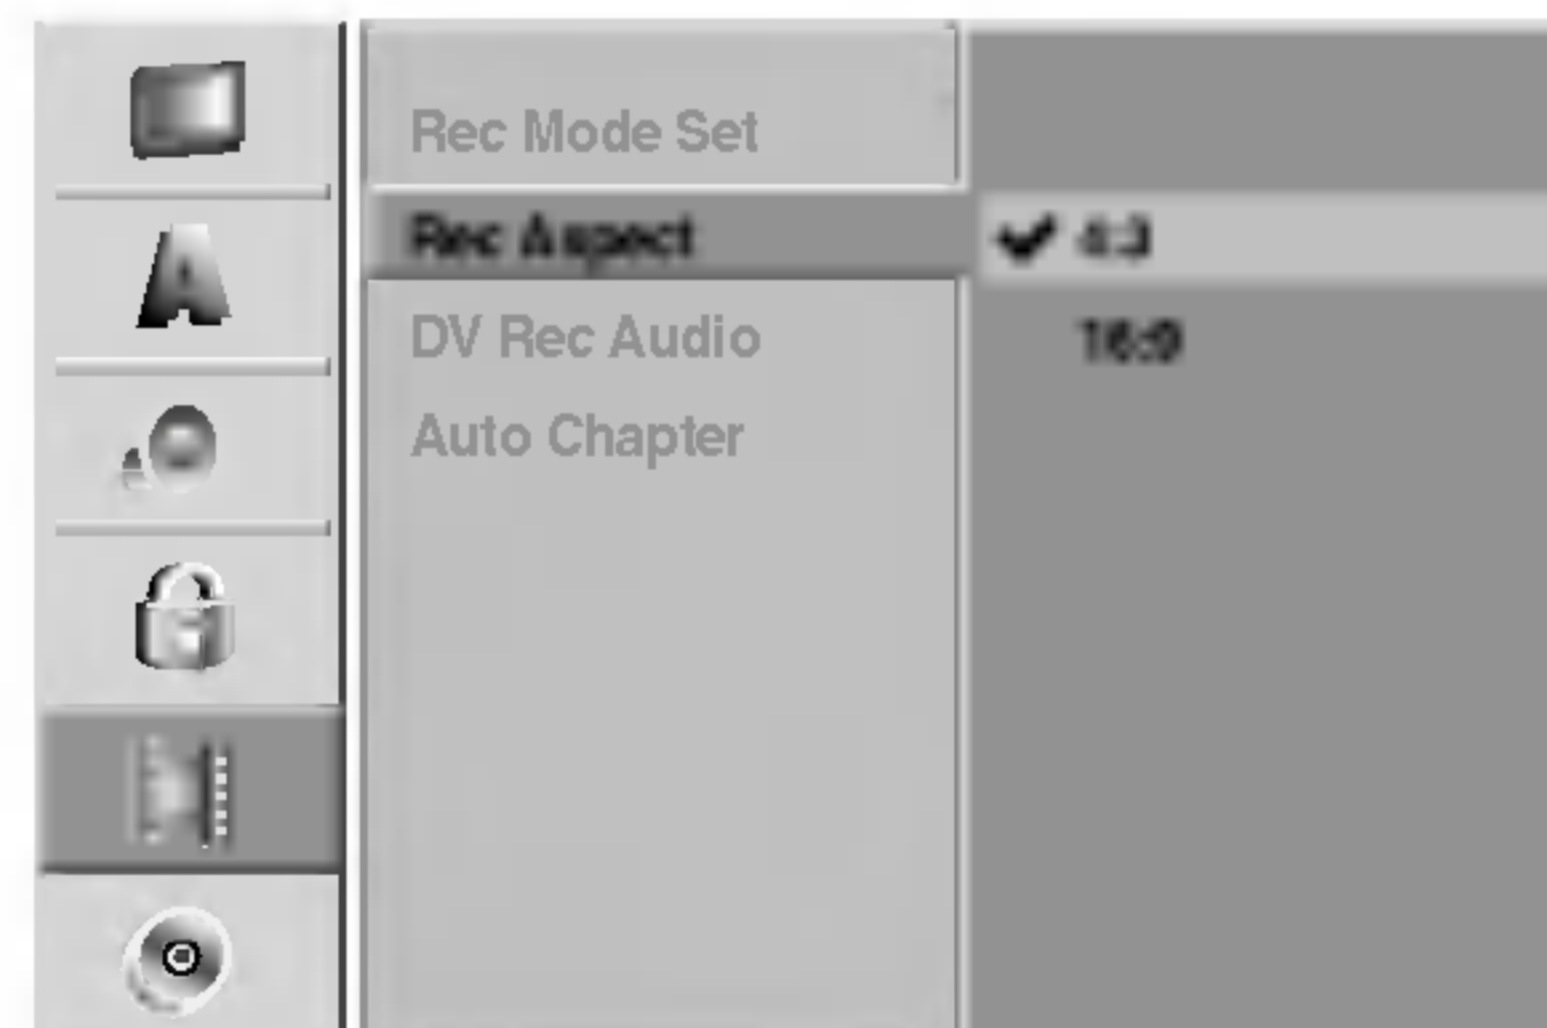 Rec Mode Set
Rec Aspect
4:3
16:9
DV Rec Audio
Auto Chapter